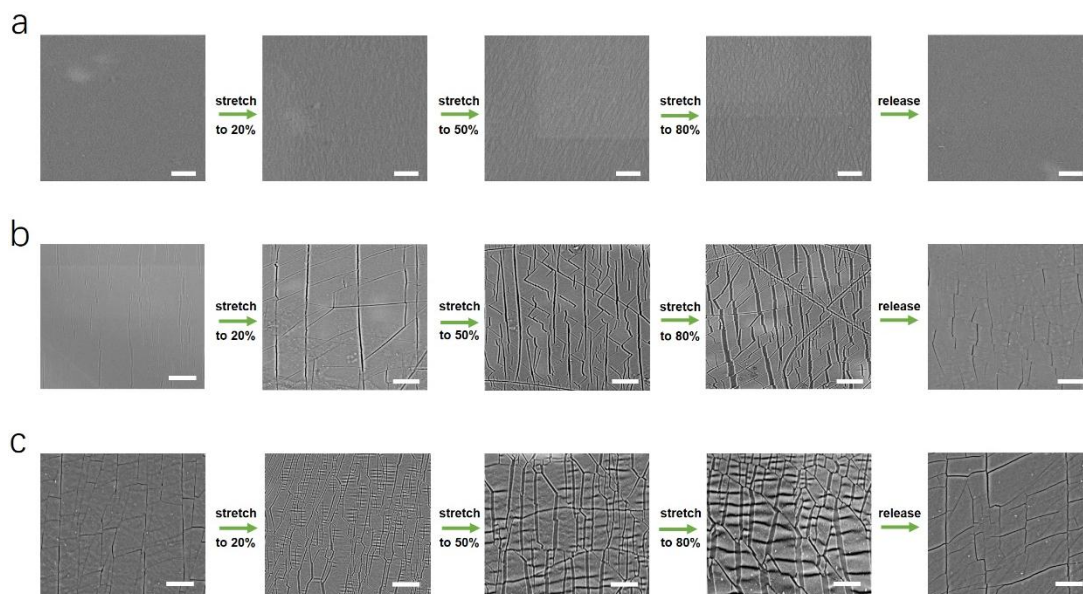 a
stretch
to 20%
stretch
to 50%
stretch
to 80%
release
b
stretch
to 20%
stretch
to 50%
stretch
to 80%
release
c
stretch
to 20%
stretch
to 50%
stretch
to 80%
release